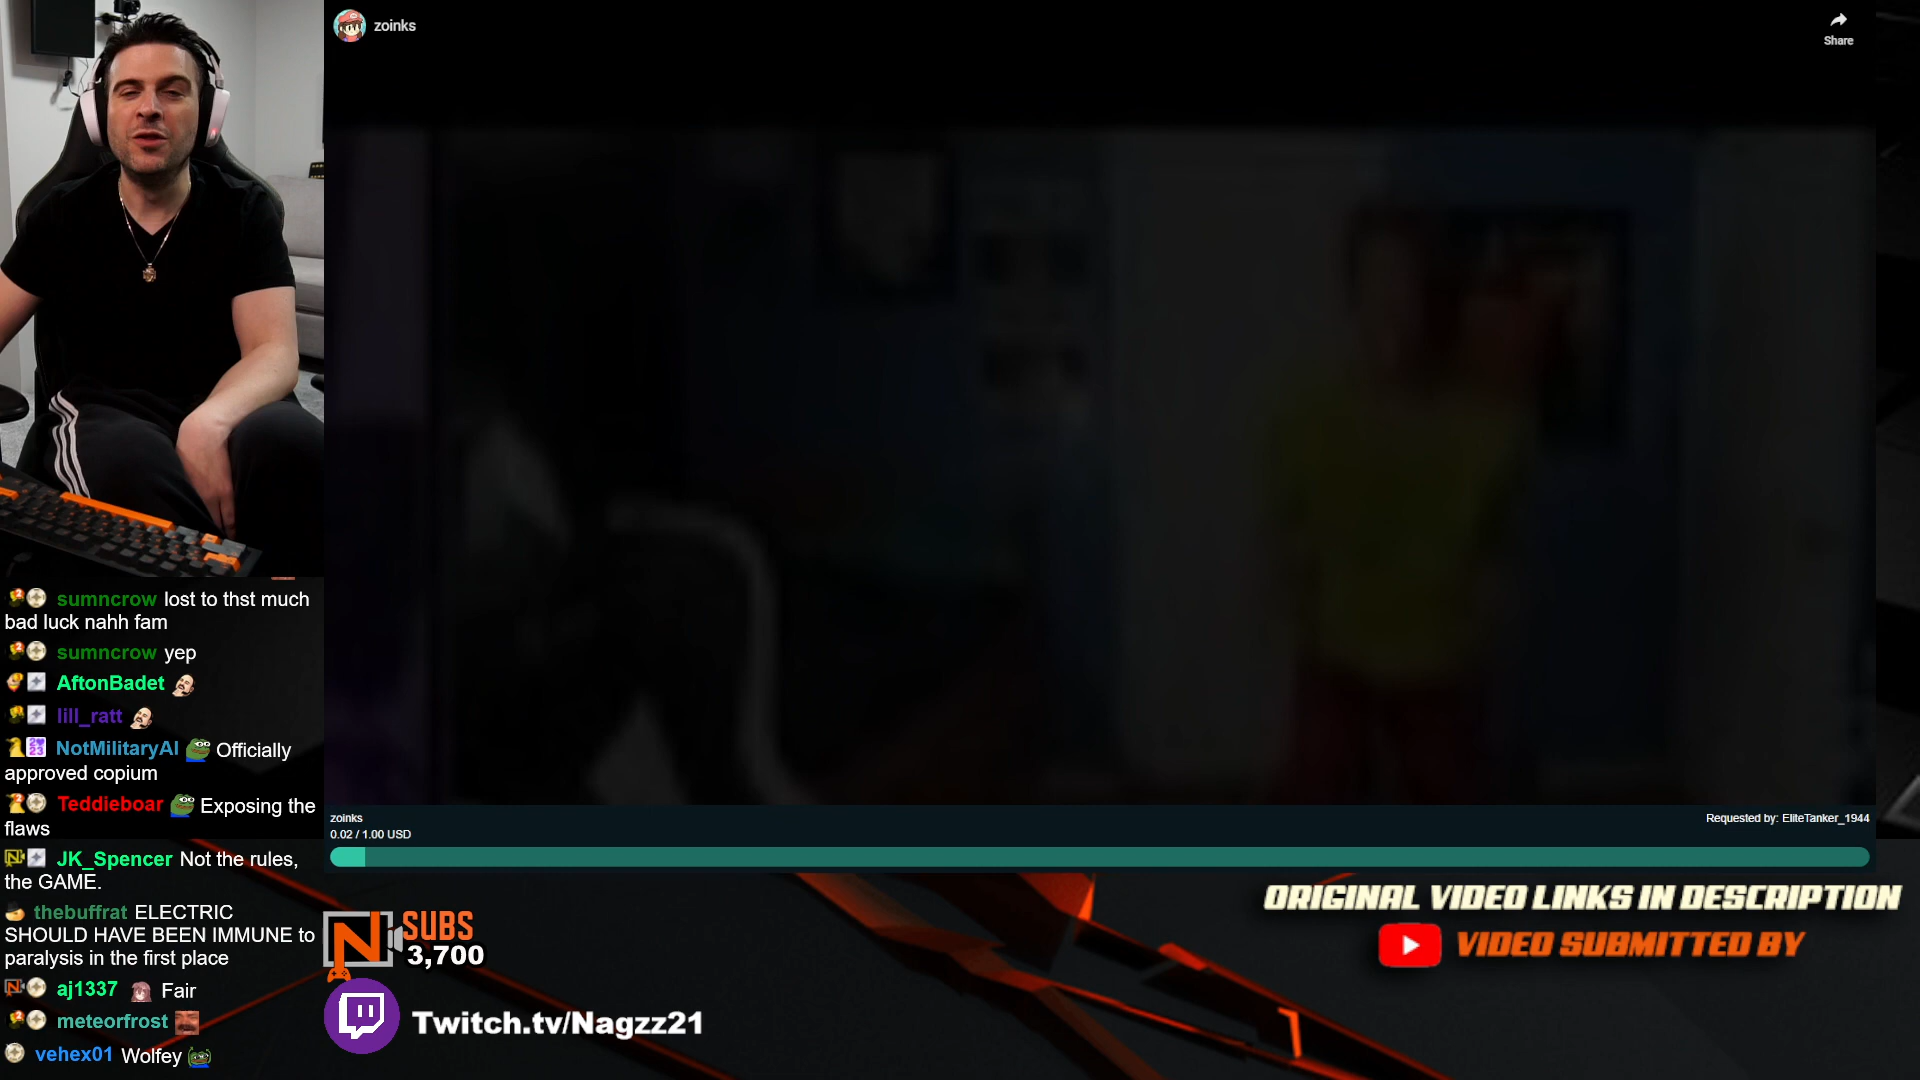 zoinks
Share
sumncrow lost to thst much
bad luck nahh fam
sumncrow yep
AftonBadet
lill_ratt
NotMilitaryAI Officially
approved copium
Teddieboar Exposing the
flaws
JK_Spencer Not the rules,
the GAME.
thebuffrat ELECTRIC
SHOULD HAVE BEEN IMMUNE to
paralysis in the first place
aj1337 Fair
meteorfrost
vehex01 Wolfey
zoinks
0.02 / 1.00 USD
Requested by: EliteTanker_1944
N SUBS
3,700
Twitch.tv/Nagzz21
ORIGINAL VIDEO LINKS IN DESCRIPTION
VIDEO SUBMITTED BY